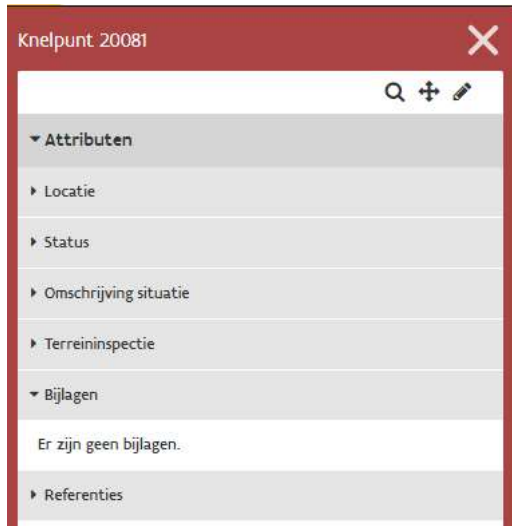 Knelpunt 20081
Attributen
Locatie
Status
Omschrijving situatie
Terreininspectie
Bijlagen
Er zijn geen bijlagen.
Referenties